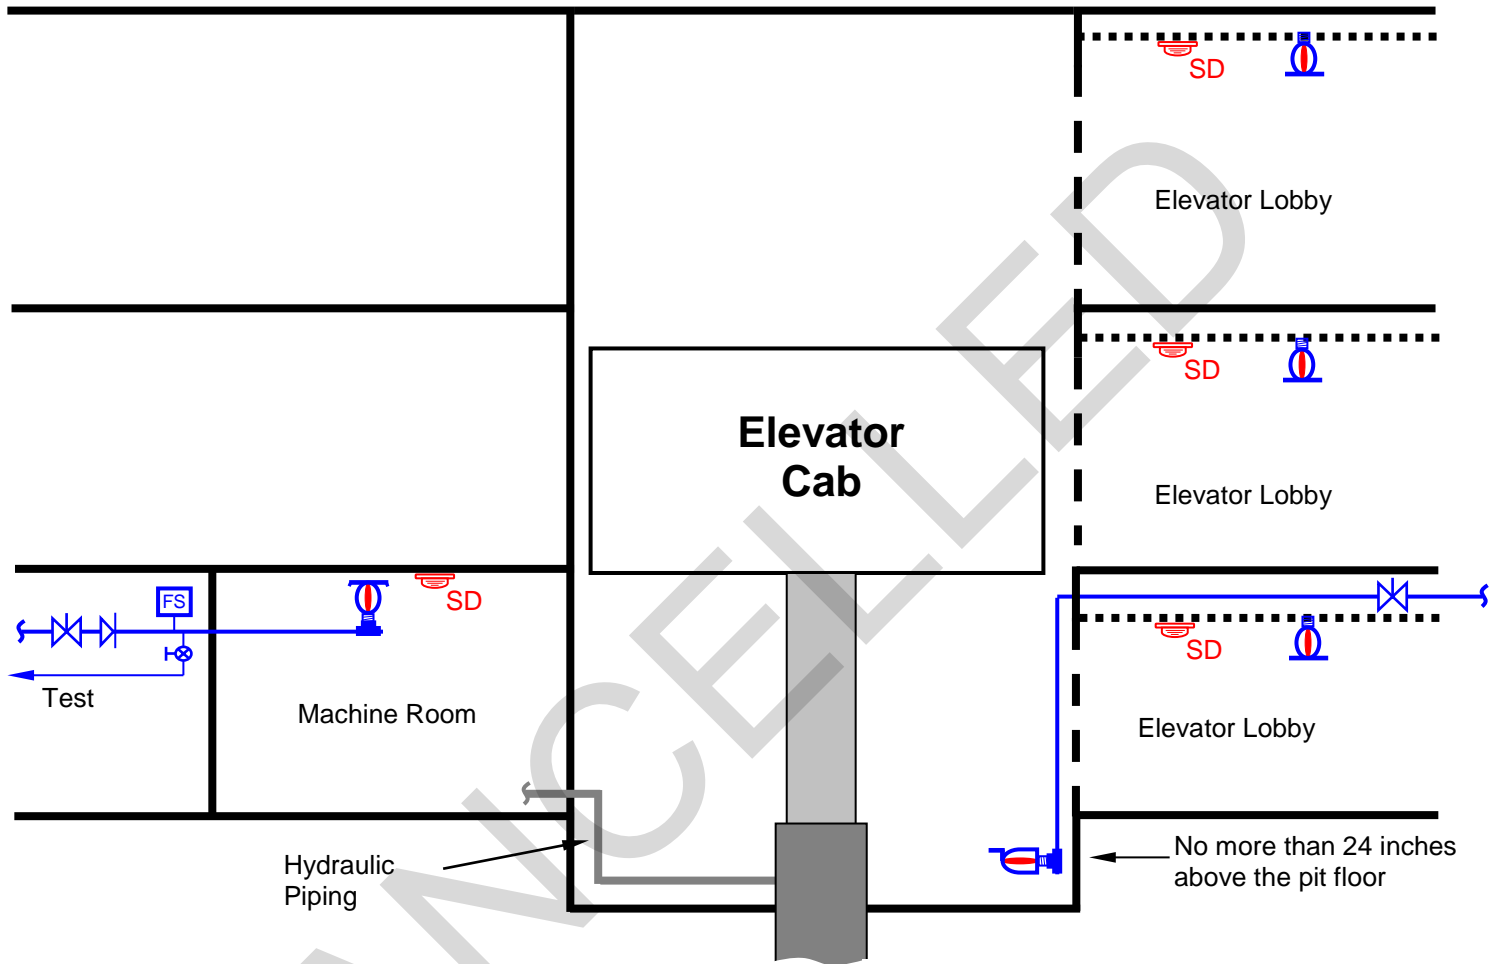 SD
Elevator Lobby
SD
Elevator
Cab
Elevator Lobby
FS
SD
SD
Test
Machine Room
Elevator Lobby
Hydraulic
Piping
No more than 24 inches
above the pit floor
CANCELLED